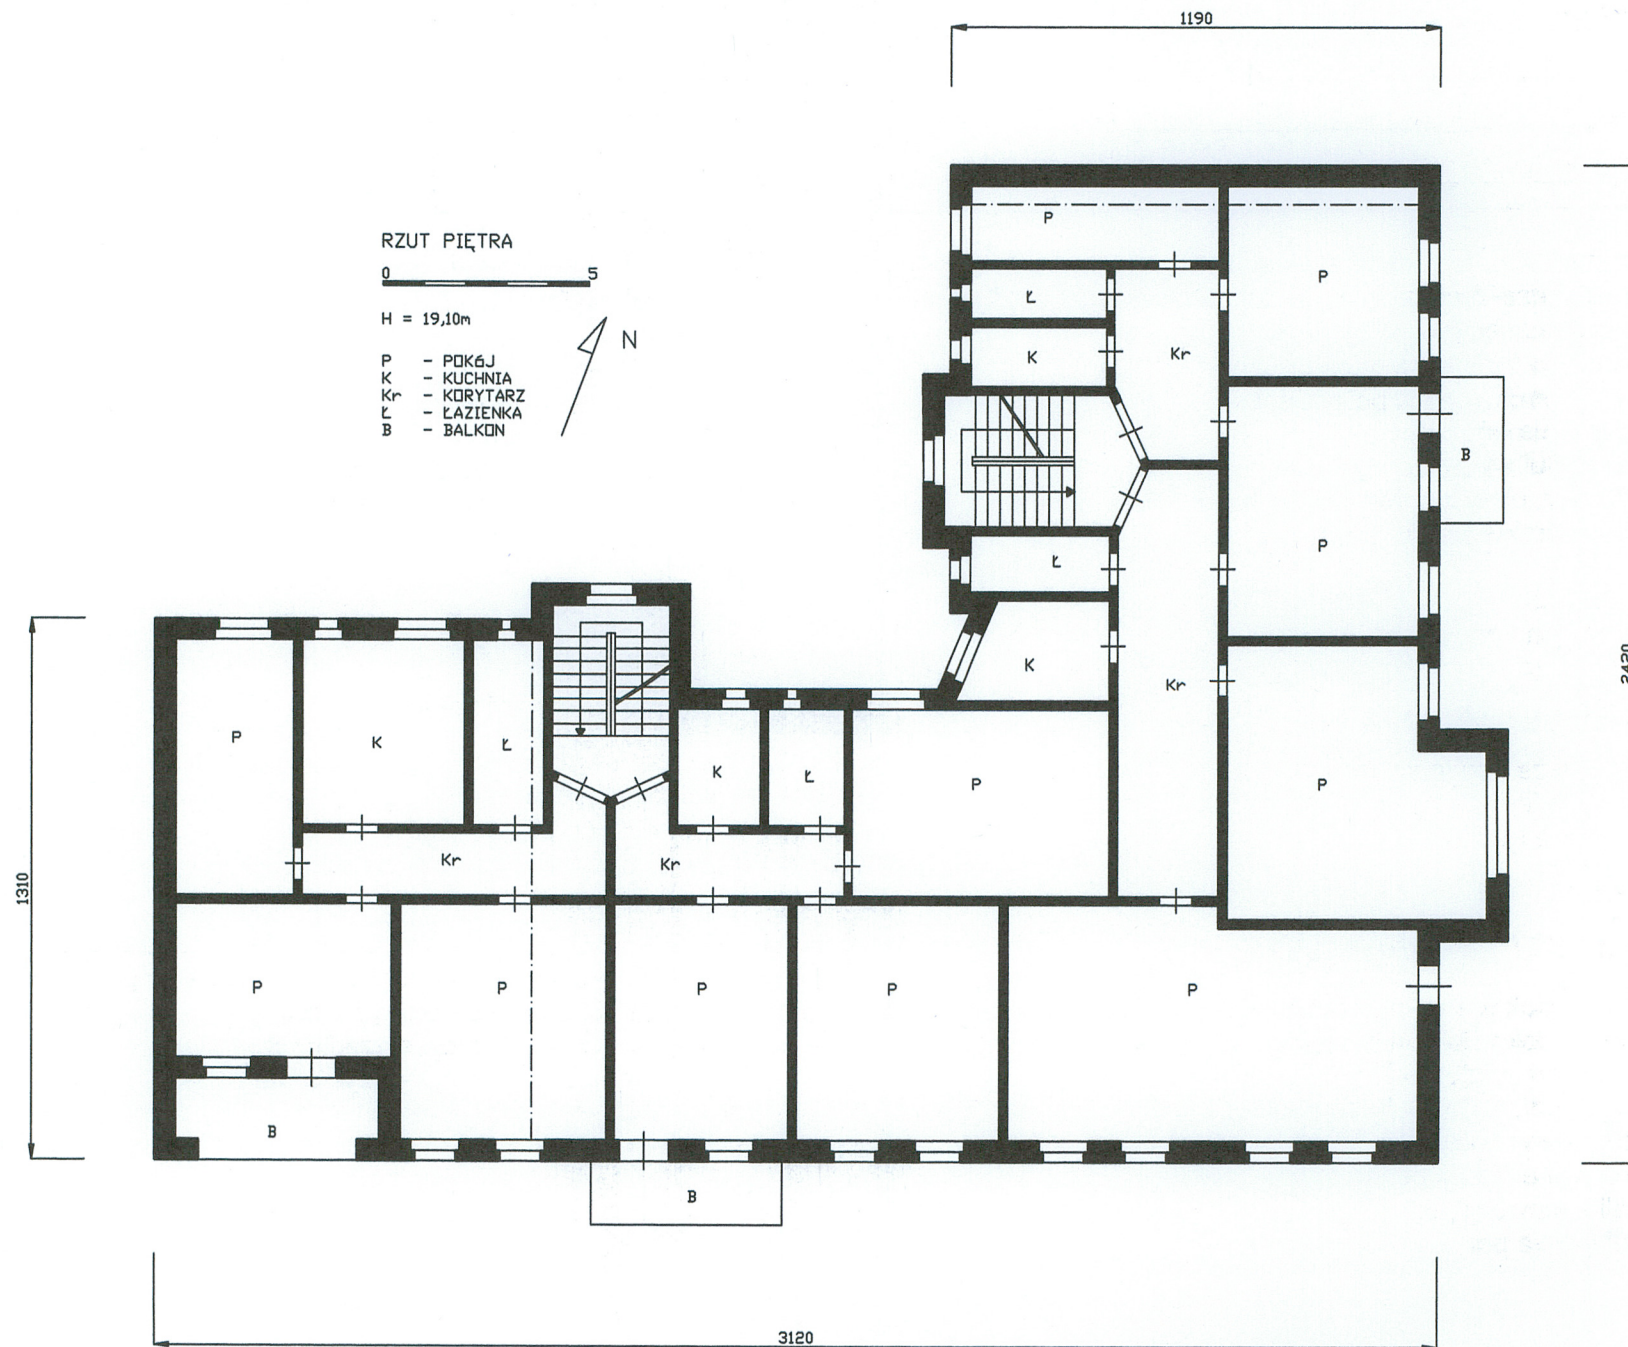 1190
RZUT PIĘTRA
0 5
H = 19,10m
N
P - POKÓJ
K - KUCHNIA
Kr - KORYTARZ
Ł - ŁAZIENKA
B - BALKON
P
P
Ł
K
Kr
B
P
Ł
K
Kr
P
K
Ł
K
Ł
P
P
Kr
Kr
1310
2420
P
P
P
P
P
B
B
3120